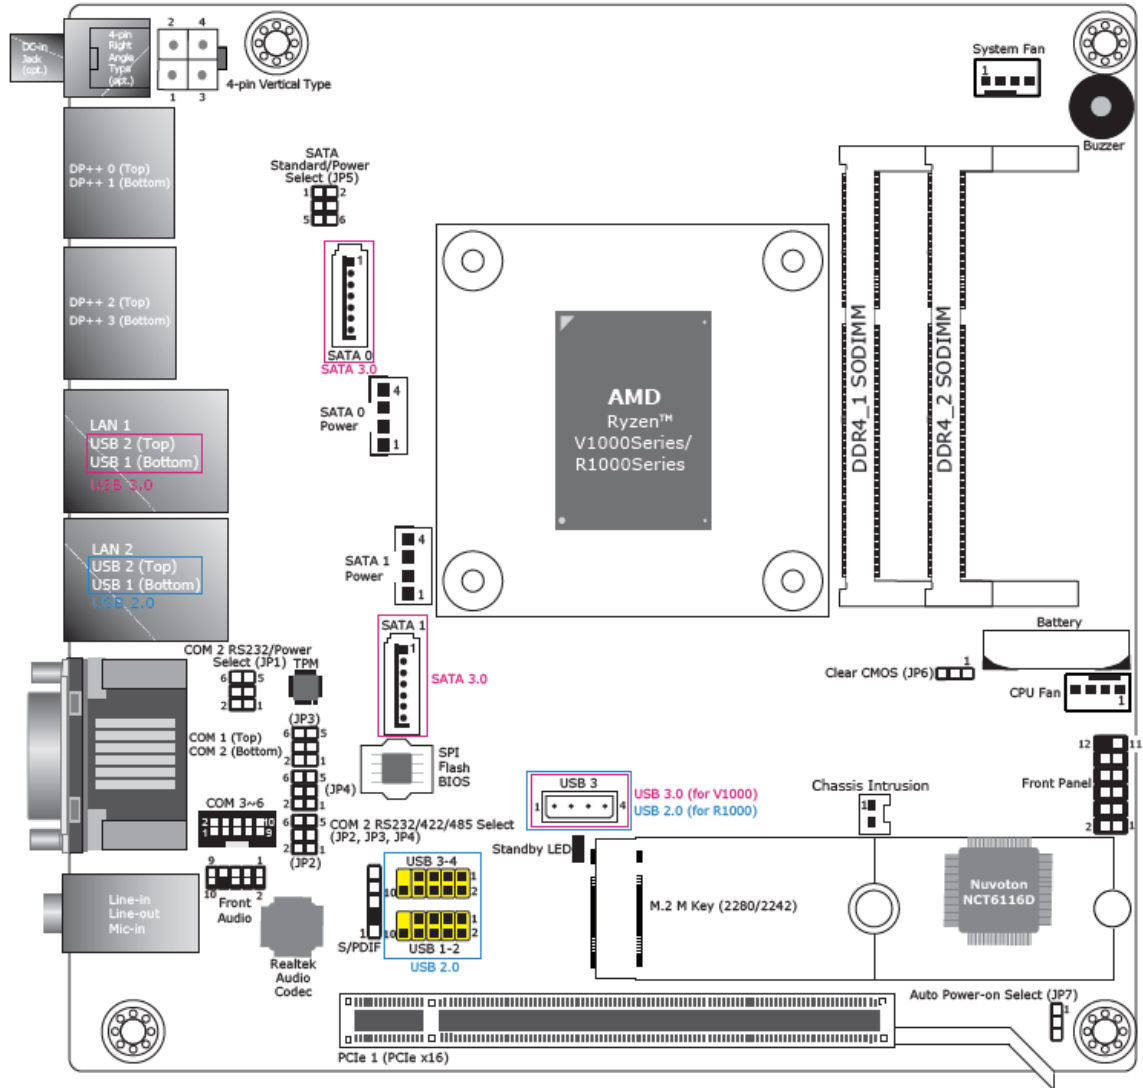 DC-in
Jack
(opt.)
4-pin
Right
Angle
Type
(opt.)
2 4
1 3
4-pin Vertical Type
System Fan
1
Buzzer
DP++ 0 (Top)
DP++ 1 (Bottom)
SATA
Standard/Power
Select (JP5)
1 2
5 6
1
SATA 0
SATA 3.0
DP++ 2 (Top)
DP++ 3 (Bottom)
SATA 0
Power
4
1
AMD
Ryzen™
V1000Series/
R1000Series
DDR4_1 SODIMM
DDR4_2 SODIMM
LAN 1
USB 2 (Top)
USB 1 (Bottom)
USB 3.0
LAN 2
USB 2 (Top)
USB 1 (Bottom)
USB 2.0
SATA 1
Power
4
1
SATA 1
1
SATA 3.0
Battery
Clear CMOS (JP6)
1
CPU Fan
1
COM 2 RS232/Power
Select (JP1)
6 5
2 1
TPM
(JP3)
6 5
2 1
COM 1 (Top)
COM 2 (Bottom)
6 5
(JP4)
2 1
SPI
Flash
BIOS
12 11
Front Panel
2 1
USB 3
1 4
USB 3.0 (for V1000)
USB 2.0 (for R1000)
Chassis Intrusion
1
COM 3~6
2 10
1 9
6 5
2 1
(JP2)
COM 2 RS232/422/485 Select
(JP2, JP3, JP4)
Standby LED
9 1
10 2
Front
Audio
USB 3-4
1
10 2
1
10 2
USB 1-2
USB 2.0
1
S/PDIF
Line-in
Line-out
Mic-in
Realtek
Audio
Codec
M.2 M Key (2280/2242)
Nuvoton
NCT6116D
Auto Power-on Select (JP7)
1
PCIe 1 (PCIe x16)